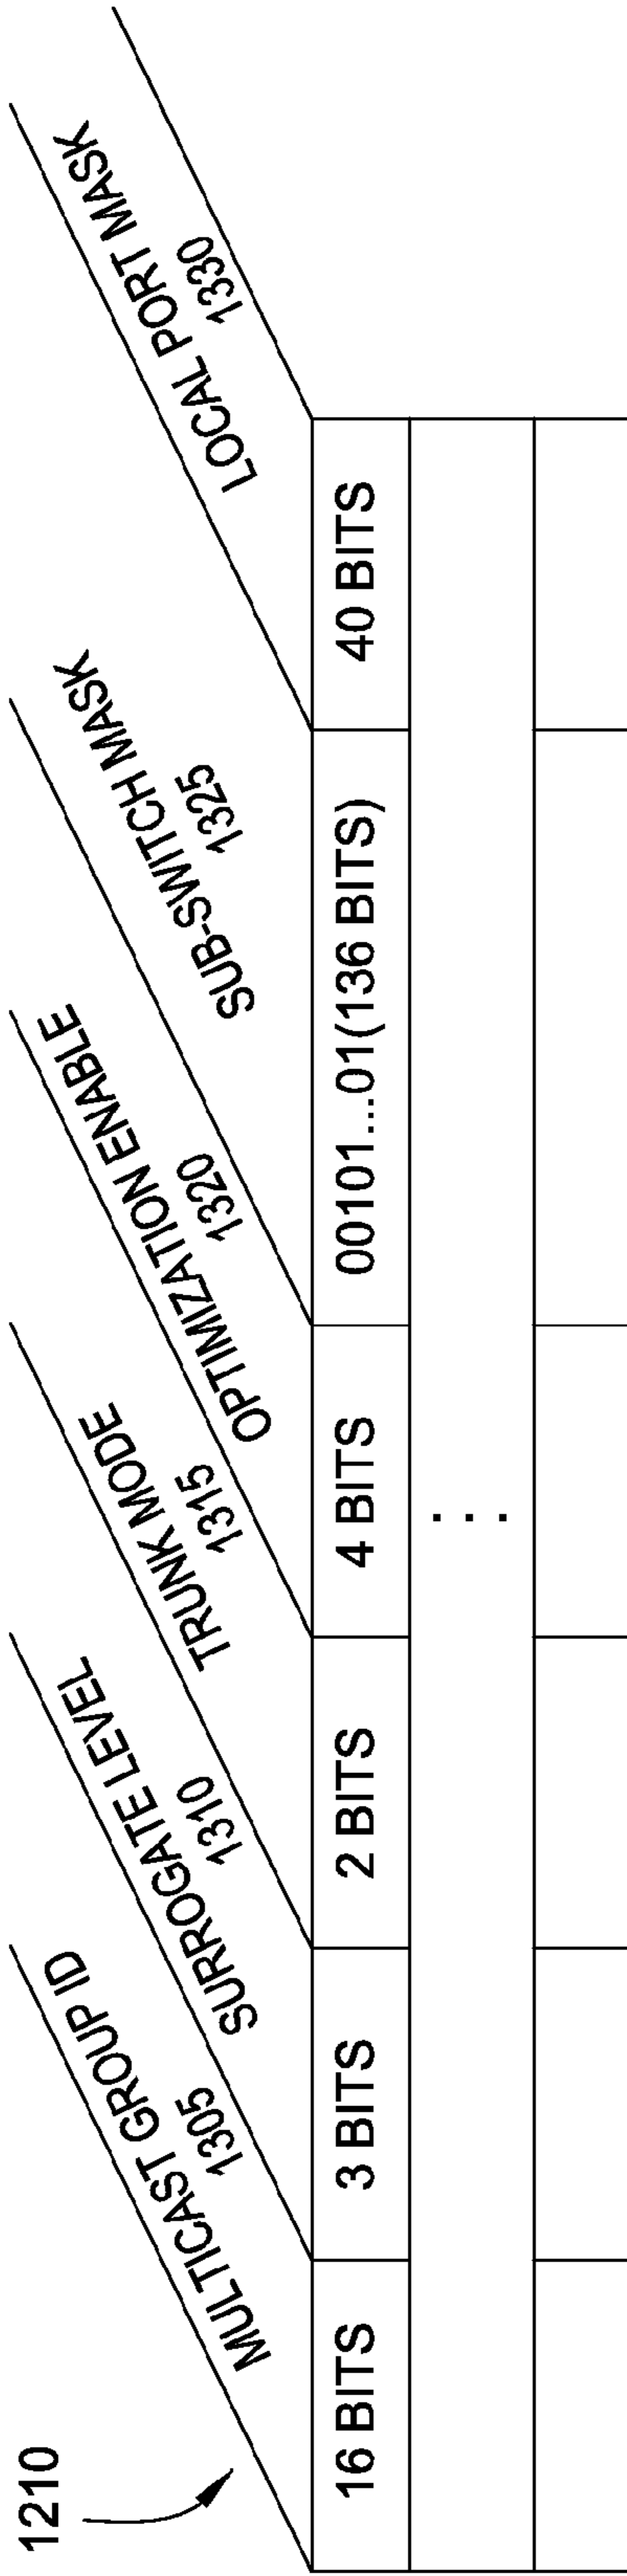 1210
MULTICAST GROUP ID
1305
SURROGATE LEVEL
1310
TRUNK MODE
1315
OPTIMIZATION ENABLE
1320
SUB-SWITCH MASK
1325
LOCAL PORT MASK
1330
16 BITS
3 BITS
2 BITS
4 BITS
00101...01(136 BITS)
40 BITS
...